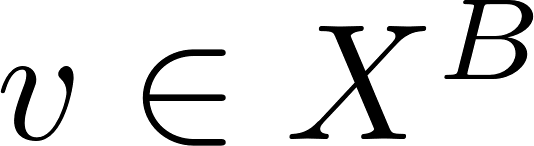 v ∈ X^B